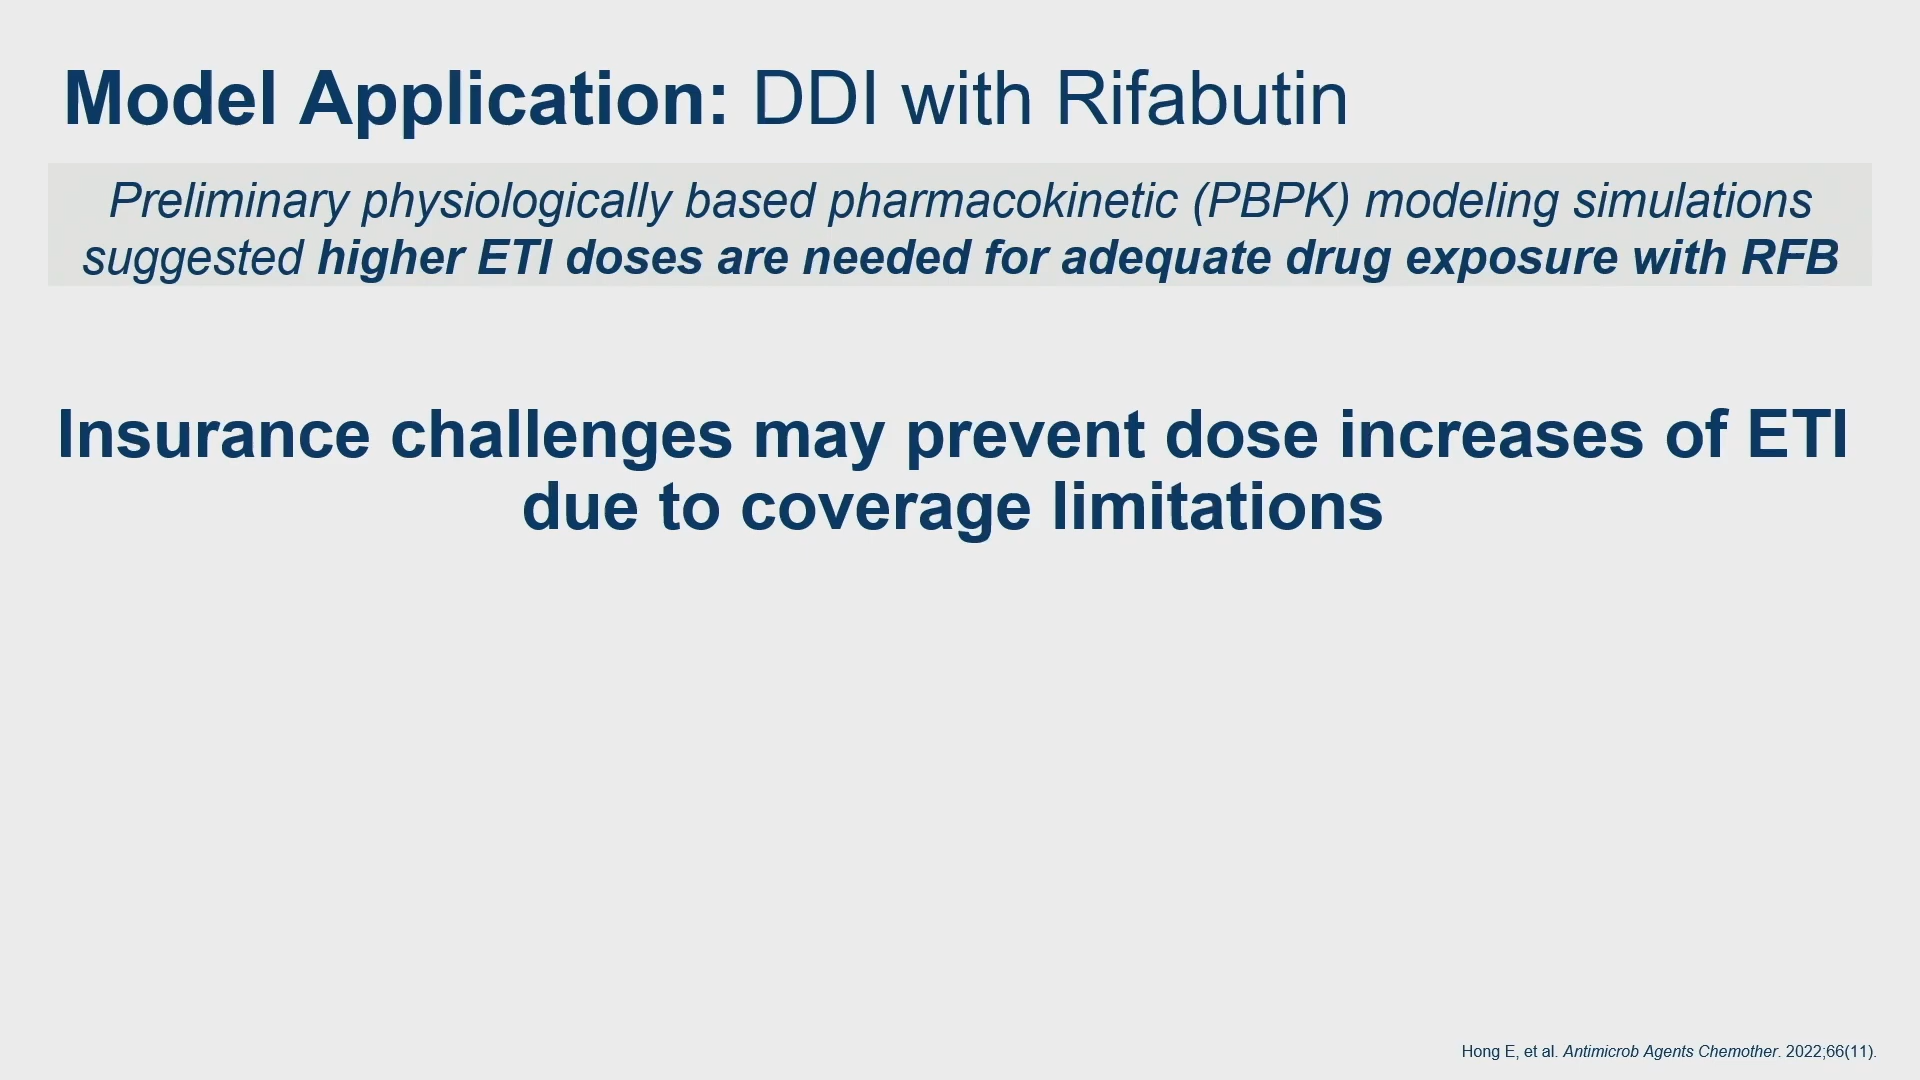 Model Application: DDI with Rifabutin
Preliminary physiologically based pharmacokinetic (PBPK) modeling simulations
suggested higher ETI doses are needed for adequate drug exposure with RFB
Insurance challenges may prevent dose increases of ETI
due to coverage limitations
Hong E, et al. Antimicrob Agents Chemother. 2022;66(11).